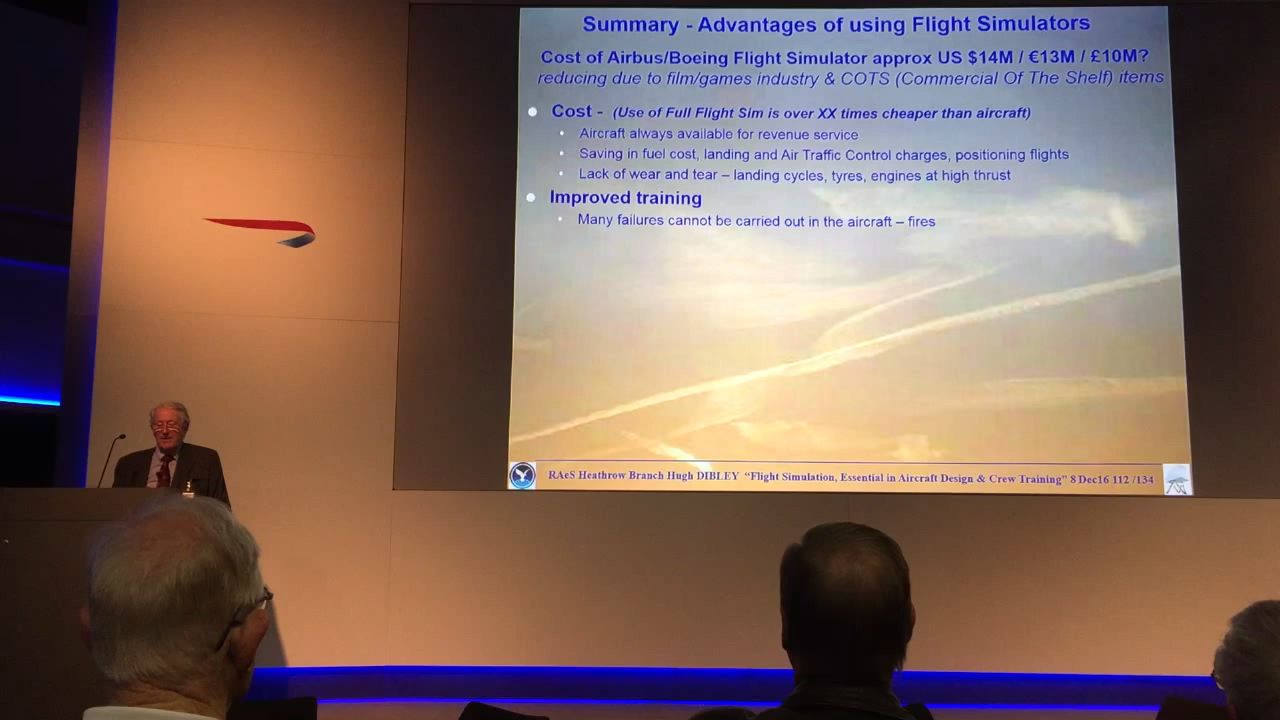 Summary - Advantages of using Flight Simulators
Cost of Airbus/Boeing Flight Simulator approx US $14M / €13M / £10M?
reducing due to film/games industry & COTS (Commercial Of The Shelf) items
Cost - (Use of Full Flight Sim is over XX times cheaper than aircraft)
Aircraft always available for revenue service
Saving in fuel cost, landing and Air Traffic Control charges, positioning flights
Lack of wear and tear – landing cycles, tyres, engines at high thrust
Improved training
Many failures cannot be carried out in the aircraft – fires
RAeS Heathrow Branch Hugh DIBLEY "Flight Simulation, Essential in Aircraft Design & Crew Training" 8 Dec16 112 /134